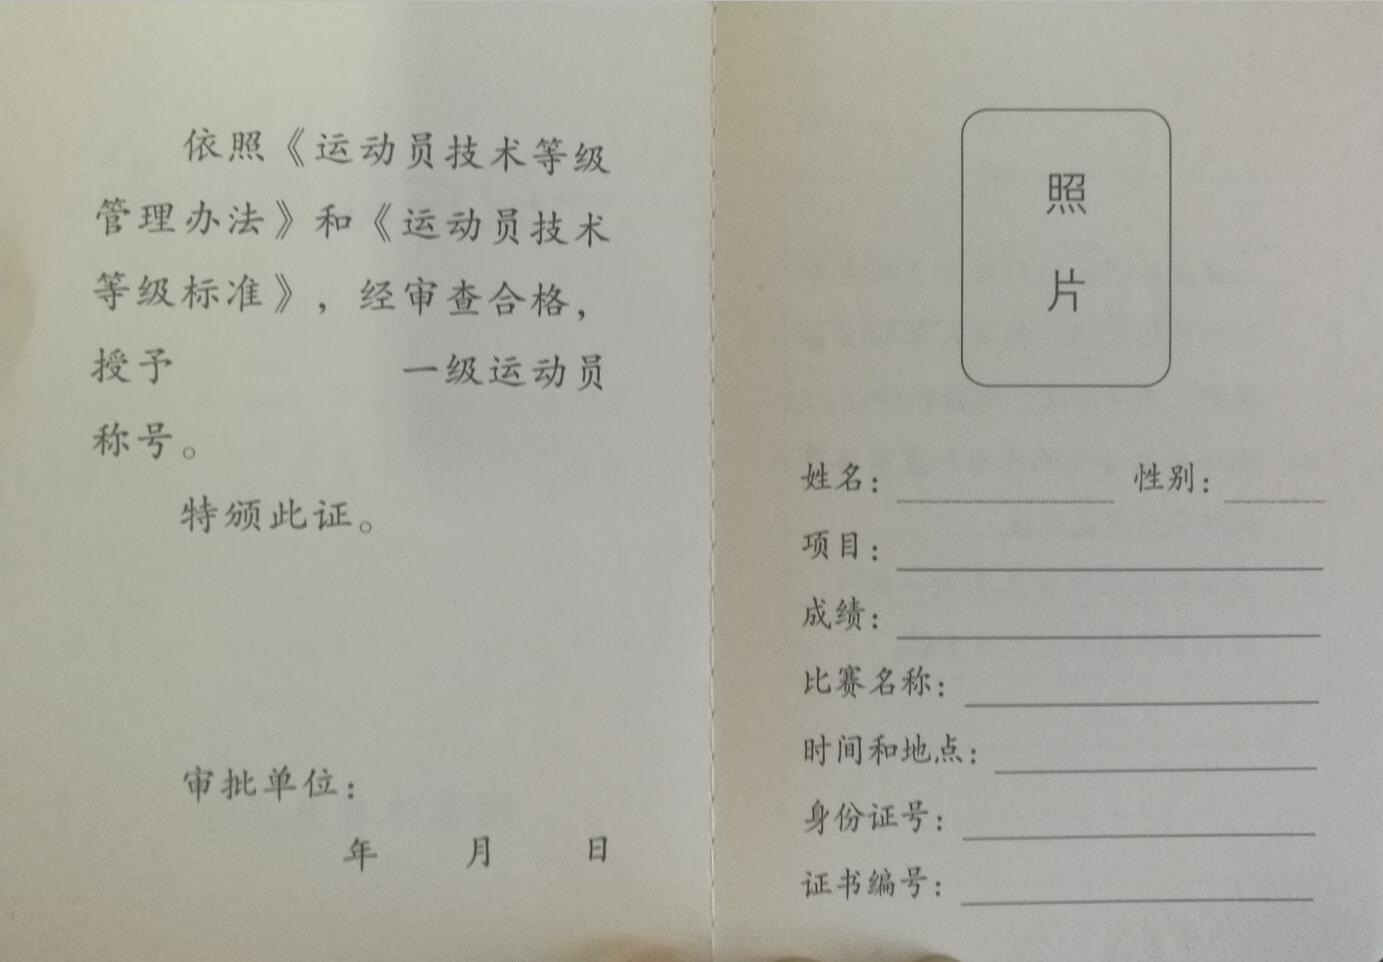 依照《运动员技术等级
管理办法》和《运动员技术
等级标准》，经审查合格，
授予 一级运动员
称号。
特颁此证。
审批单位：
年 月 日
照
片
姓名： 性别：
项目：
成绩：
比赛名称：
时间和地点：
身份证号：
证书编号：